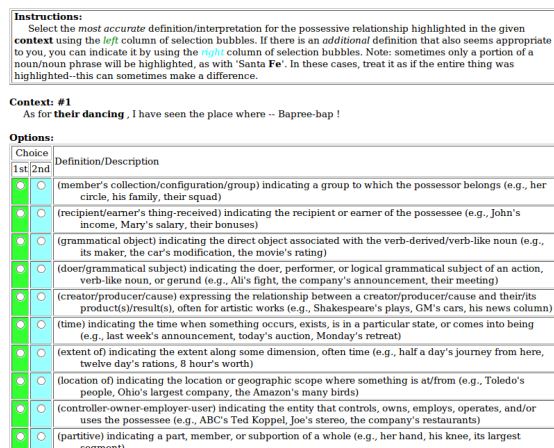 Instructions:
Select the most accurate definition/interpretation for the possessive relationship highlighted in the given
context using the left column of selection bubbles. If there is an additional definition that also seems appropriate
to you, you can indicate it by using the right column of selection bubbles. Note: sometimes only a portion of a
noun/noun phrase will be highlighted, as with 'Santa Fe'. In these cases, treat it as if the entire thing was
highlighted--this can sometimes make a difference.
Context: #1
As for their dancing , I have seen the place where -- Bapree-bap !
Options:
Choice
Definition/Description
1st 2nd
(member's collection/configuration/group) indicating a group to which the possessor belongs (e.g., her
circle, his family, their squad)
(recipient/earner's thing-received) indicating the recipient or earner of the possessee (e.g., John's
income, Mary's salary, their bonuses)
(grammatical object) indicating the direct object associated with the verb-derived/verb-like noun (e.g.,
its maker, the car's modification, the movie's rating)
(doer/grammatical subject) indicating the doer, performer, or logical grammatical subject of an action,
verb-like noun, or gerund (e.g., Ali's fight, the company's announcement, their meeting)
(creator/producer/cause) expressing the relationship between a creator/producer/cause and their/its
product(s)/result(s), often for artistic works (e.g., Shakespeare's plays, GM's cars, his news column)
(time) indicating the time when something occurs, exists, is in a particular state, or comes into being
(e.g., last week's announcement, today's auction, Monday's retreat)
(extent of) indicating the extent along some dimension, often time (e.g., half a day's journey from here,
twelve day's rations, 8 hour's worth)
(location of) indicating the location or geographic scope where something is at/from (e.g., Toledo's
people, Ohio's largest company, the Amazon's many birds)
(controller-owner-employer-user) indicating the entity that controls, owns, employs, operates, and/or
uses the possessee (e.g., ABC's Ted Koppel, Joe's stereo, the company's restaurants)
(partitive) indicating a part, member, or subportion of a whole (e.g., her hand, his knee, its largest
segment)